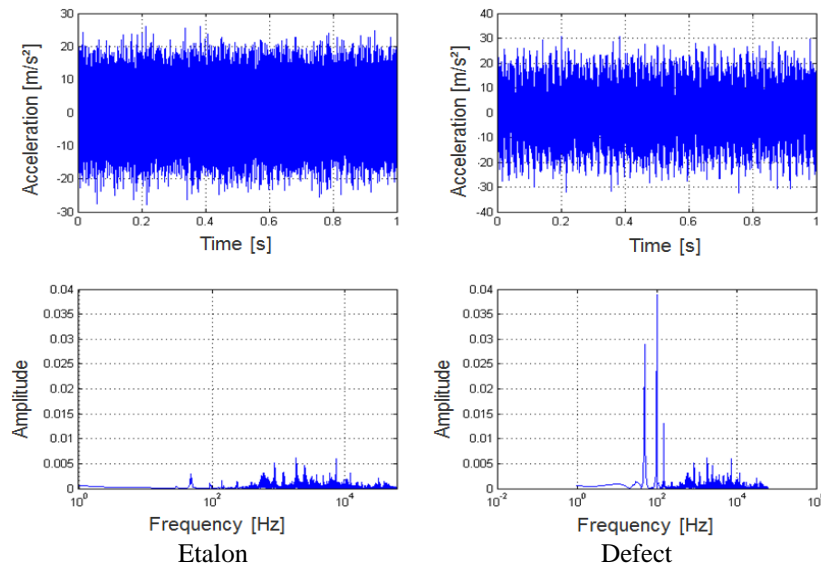 30
20
10
0
-10
-20
-30
0 0.2 0.4 0.6 0.8 1
Acceleration [m/s²]
Time [s]
40
30
20
10
0
-10
-20
-30
-40
0 0.2 0.4 0.6 0.8 1
Acceleration [m/s²]
Time [s]
0.04
0.035
0.03
0.025
0.02
0.015
0.01
0.005
0
10⁰ 10² 10⁴
Amplitude
Frequency [Hz]
Etalon
0.04
0.035
0.03
0.025
0.02
0.015
0.01
0.005
0
10⁻² 10⁰ 10² 10⁴
Amplitude
Frequency [Hz]
Defect